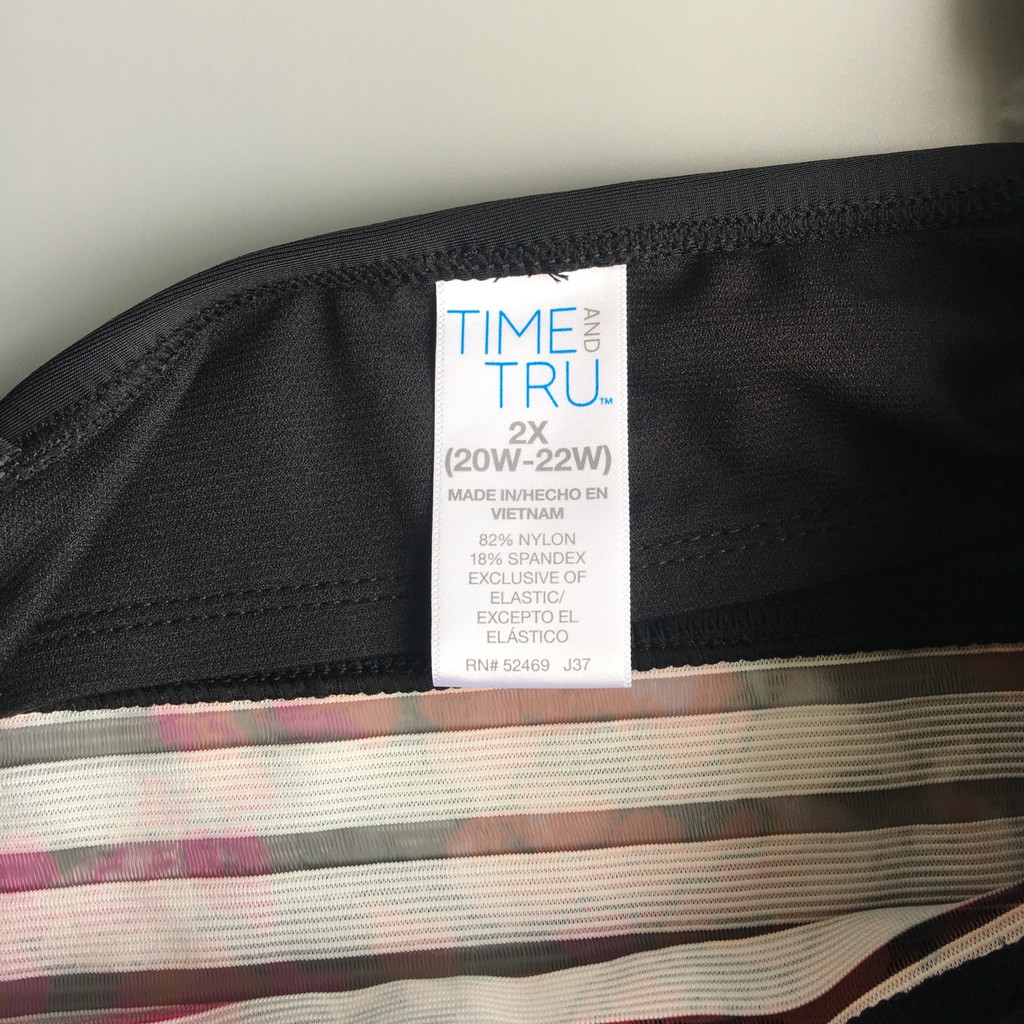 TIME AND
TRU™
2X
(20W-22W)
MADE IN/HECHO EN
VIETNAM
82% NYLON
18% SPANDEX
EXCLUSIVE OF
ELASTIC/
EXCEPTO EL
ELÁSTICO
RN# 52469 J37